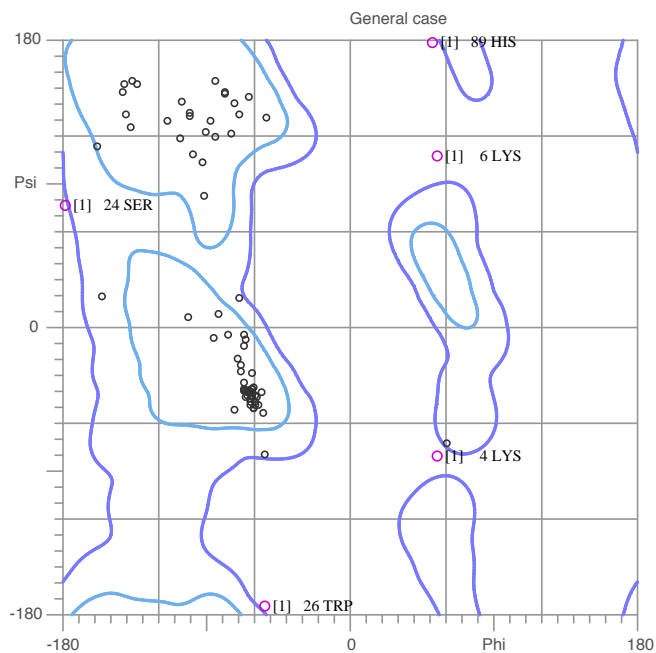 General case
180
[1] 89 HIS
[1] 6 LYS
Psi
[1] 24 SER
0
[1] 4 LYS
[1] 26 TRP
-180
-180
0
Phi
180